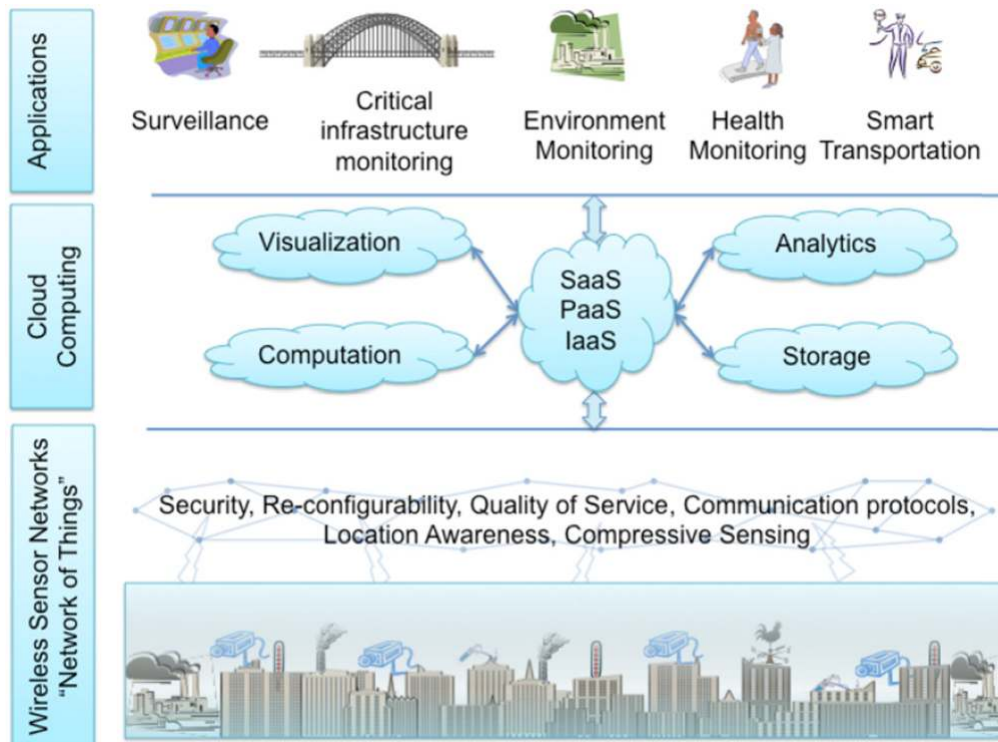 Applications
Surveillance
Critical
infrastructure
monitoring
Environment
Monitoring
Health
Monitoring
Smart
Transportation
Cloud
Computing
Visualization
Computation
SaaS
PaaS
IaaS
Analytics
Storage
Wireless Sensor Networks
“Network of Things”
Security, Re-configurability, Quality of Service, Communication protocols,
Location Awareness, Compressive Sensing